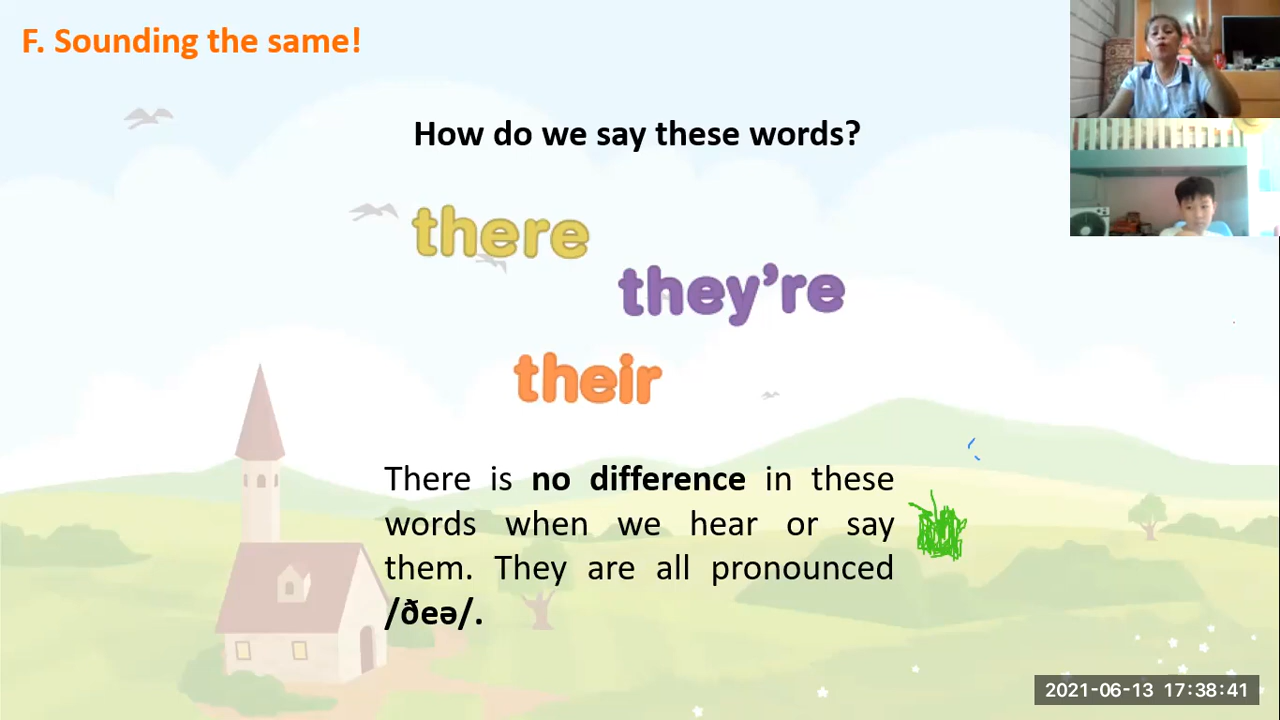 F. Sounding the same!
How do we say these words?
there
they’re
their
There is no difference in these
words when we hear or say
them. They are all pronounced
/ðeə/.
2021-06-13 17:38:41